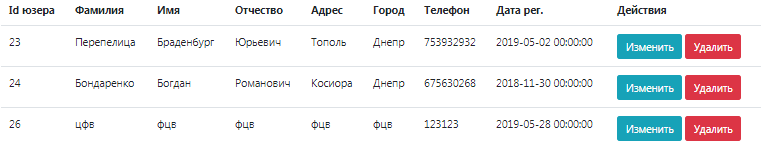 Id юзера Фамилия Имя Отчество Адрес Город Телефон Дата рег. Действия
23 Перепелица Браденбург Юрьевич Тополь Днепр 753932932 2019-05-02 00:00:00 Изменить Удалить
24 Бондаренко Богдан Романович Косиора Днепр 675630268 2018-11-30 00:00:00 Изменить Удалить
26 цфв фцв фцв фцв фцв 123123 2019-05-28 00:00:00 Изменить Удалить